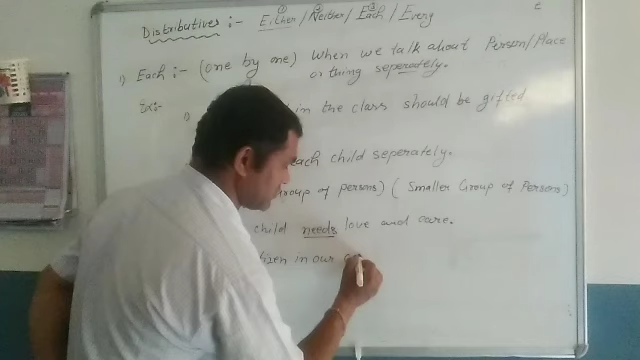 Distributives :- Either / Neither / Each / Every
1) Each :- (one by one) When we talk about Person/Place
or thing seperately.
Ex:- 1) in the class should be gifted
each child seperately.
Group of persons) ( Smaller Group of Persons)
child needs love and care.
in our